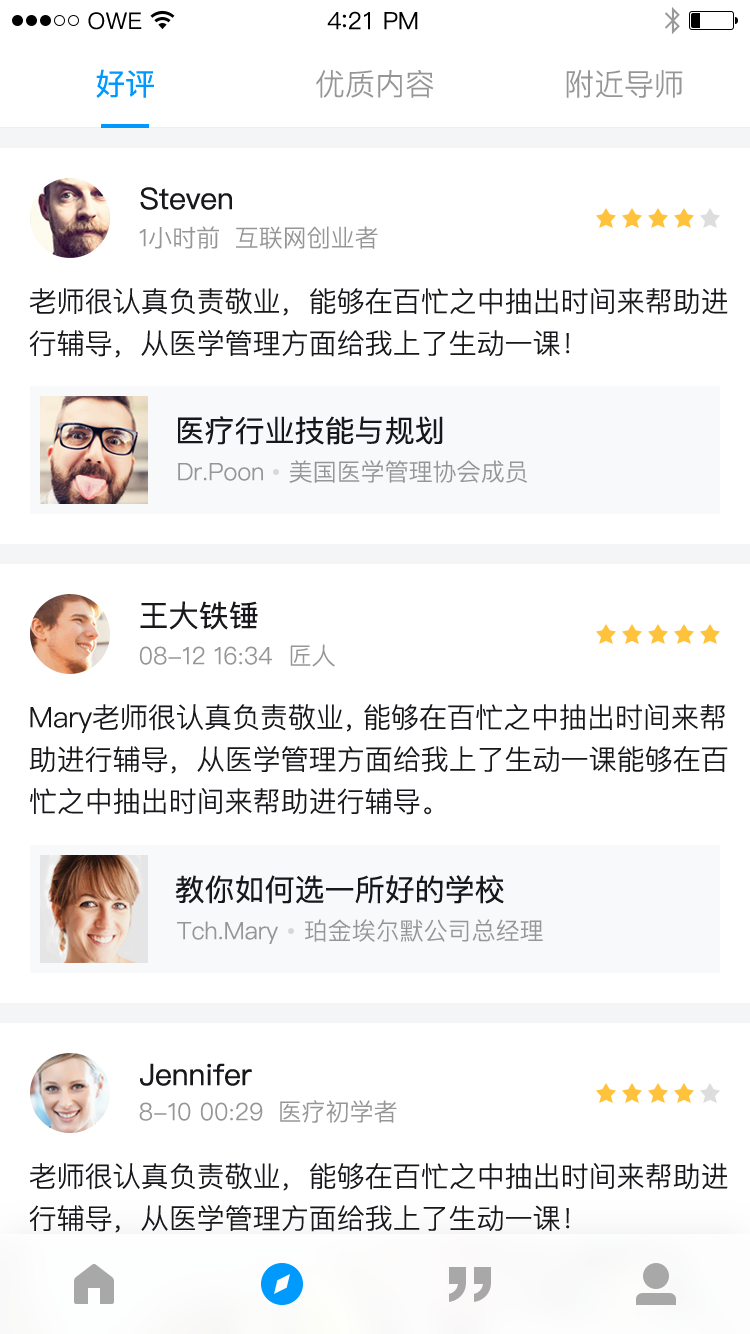 OWE 4:21 PM
好评 优质内容 附近导师
Steven
1小时前 互联网创业者
老师很认真负责敬业，能够在百忙之中抽出时间来帮助进
行辅导，从医学管理方面给我上了生动一课！
医疗行业技能与规划
Dr.Poon • 美国医学管理协会成员
王大铁锤
08-12 16:34 匠人
Mary老师很认真负责敬业，能够在百忙之中抽出时间来帮
助进行辅导，从医学管理方面给我上了生动一课能够在百
忙之中抽出时间来帮助进行辅导。
教你如何选一所好的学校
Tch.Mary • 珀金埃尔默公司总经理
Jennifer
8-10 00:29 医疗初学者
老师很认真负责敬业，能够在百忙之中抽出时间来帮助进
行辅导，从医学管理方面给我上了生动一课！